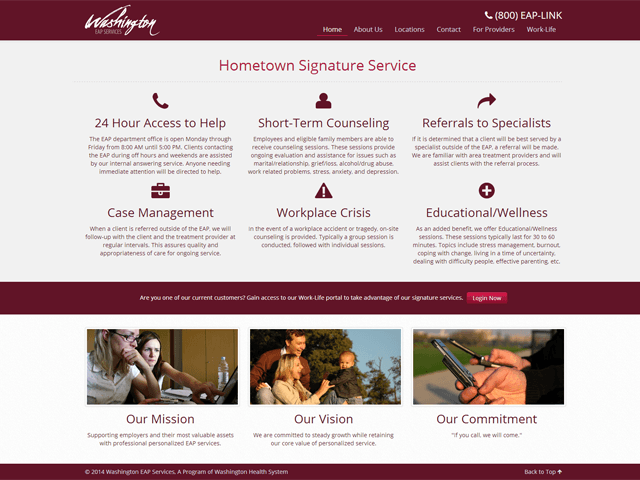 Washington
EAP SERVICES
(800) EAP-LINK
Home About Us Locations Contact For Providers Work-Life
Hometown Signature Service
24 Hour Access to Help
The EAP department office is open Monday through
Friday from 8:00 AM until 5:00 PM. Clients contacting
the EAP during off hours and weekends are assisted
by our internal answering service. Anyone needing
immediate attention will be directed to help.
Short-Term Counseling
Employees and eligible family members are able to
receive counseling sessions. These sessions provide
ongoing evaluation and assistance for issues such as
marital/relationship, grief/loss, alcohol/drug abuse,
work related problems, stress, anxiety, and depression.
Referrals to Specialists
If it is determined that a client will be best served by a
specialist outside of the EAP, a referral will be made.
We are familiar with area treatment providers and will
assist clients with the referral process.
Case Management
When a client is referred outside of the EAP, we will
follow-up with the client and the treatment provider at
regular intervals. This assures quality and
appropriateness of care for ongoing service.
Workplace Crisis
In the event of a workplace accident or tragedy, on-site
counseling is provided. Typically a group session is
conducted, followed with individual sessions.
Educational/Wellness
As an added benefit, we offer Educational/Wellness
sessions. These sessions typically last for 30 to 60
minutes. Topics include stress management, burnout,
coping with change, living in a time of uncertainty,
dealing with difficulty people, effective parenting, etc.
Are you one of our current customers? Gain access to our Work-Life portal to take advantage of our signature services. Login Now
Our Mission
Supporting employers and their most valuable assets
with professional personalized EAP services.
Our Vision
We are committed to steady growth while retaining
our core value of personalized service.
Our Commitment
"If you call, we will come."
© 2014 Washington EAP Services, A Program of Washington Health System
Back to Top